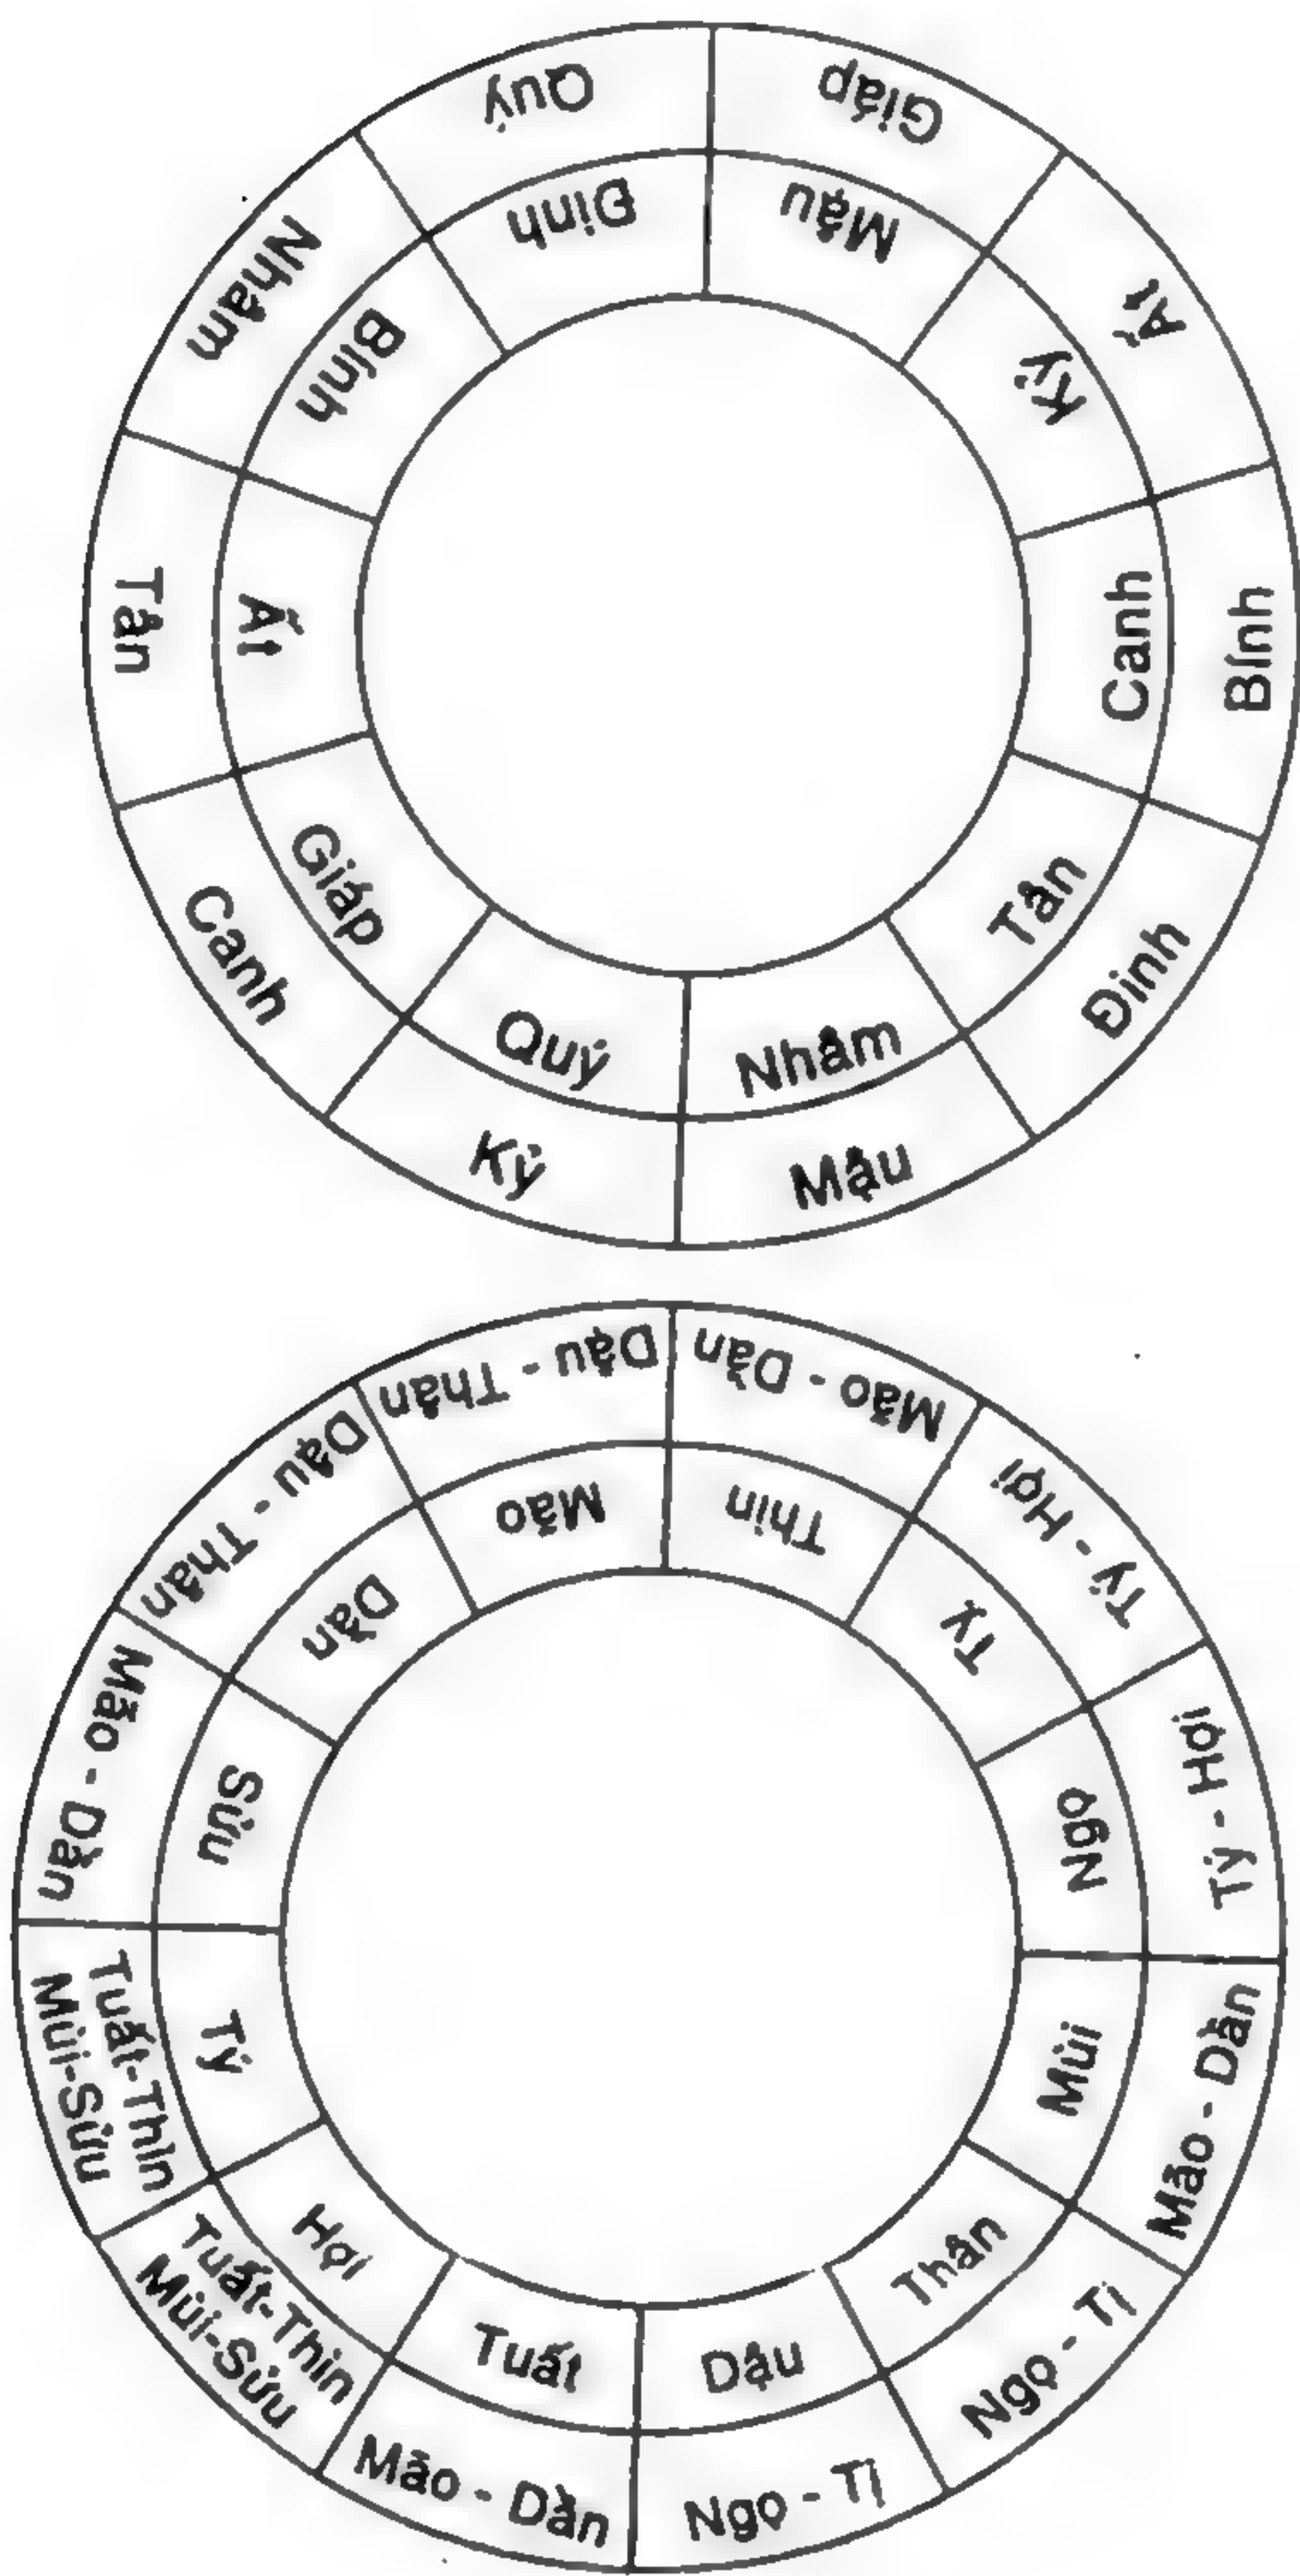 Giáp
Ất
Bính
Đinh
Mậu
Kỷ
Canh
Tân
Nhâm
Quý
Mậu
Kỷ
Canh
Tân
Nhâm
Quý
Giáp
Ất
Bính
Đinh
Mão - Dần
Tý - Hợi
Tý - Hợi
Mão - Dần
Ngọ - Tị
Ngọ - Tị
Mão - Dần
Tuất-Thìn
Mùi-Sửu
Tuất-Thìn
Mùi-Sửu
Mão - Dần
Dậu - Thân
Dậu - Thân
Thìn
Tỵ
Ngọ
Mùi
Thân
Dậu
Tuất
Hợi
Tý
Sửu
Dần
Mão